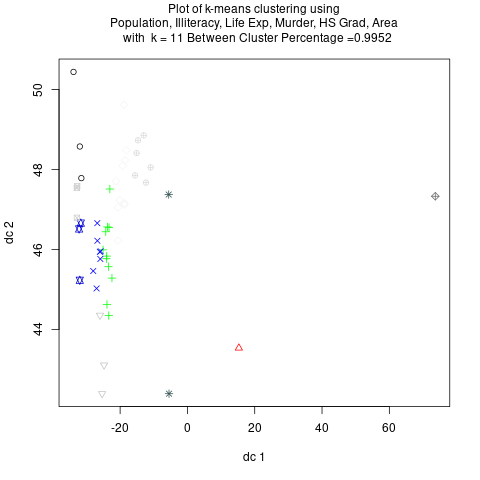 Plot of k-means clustering using
Population, Illiteracy, Life Exp, Murder, HS Grad, Area
with  k = 11 Between Cluster Percentage =0.9952
50
48
46
44
dc 2
-20
0
20
40
60
dc 1